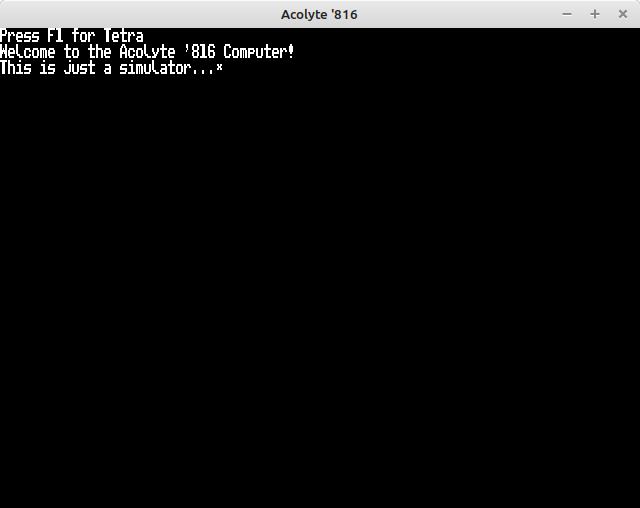 Acolyte '816
Press F1 for Tetra
Welcome to the Acolyte '816 Computer!
This is just a simulator...*